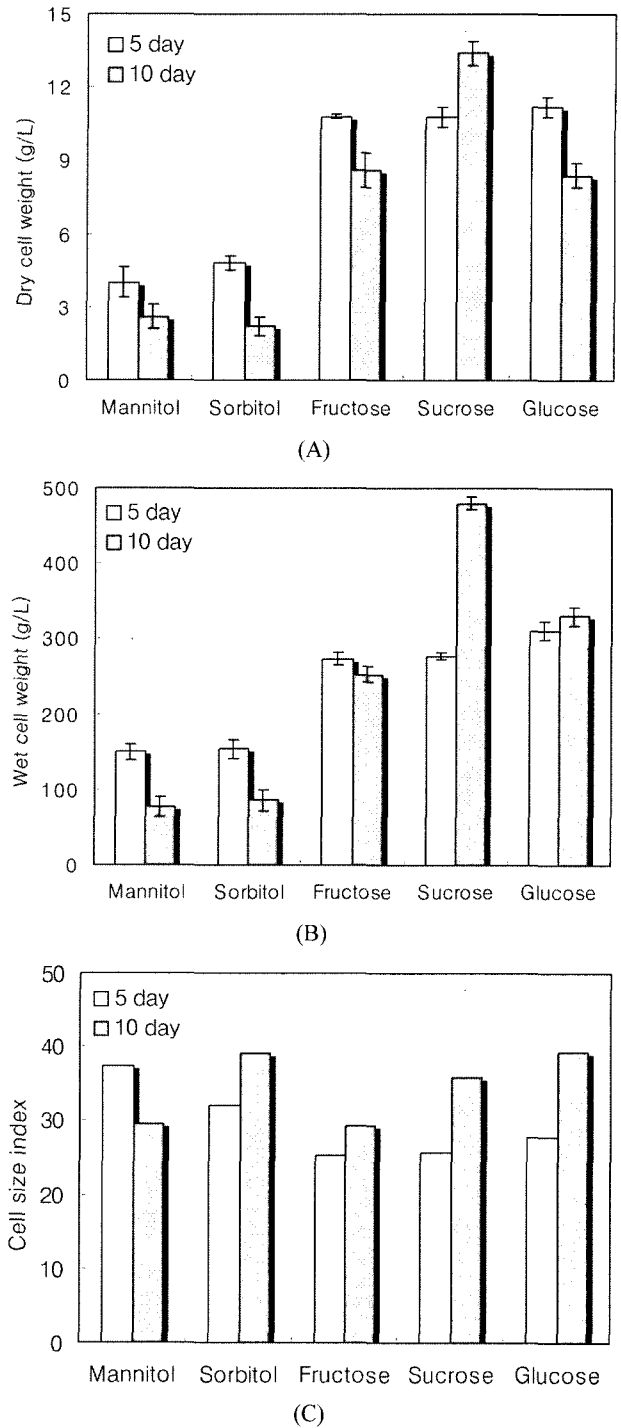 15
5 day
10 day
12
9
6
3
0
Dry cell weight (g/L)
Mannitol Sorbitol Fructose Sucrose Glucose
(A)
500
5 day
10 day
400
300
200
100
0
Wet cell weight (g/L)
Mannitol Sorbitol Fructose Sucrose Glucose
(B)
50
5 day
10 day
40
30
20
10
0
Cell size index
Mannitol Sorbitol Fructose Sucrose Glucose
(C)